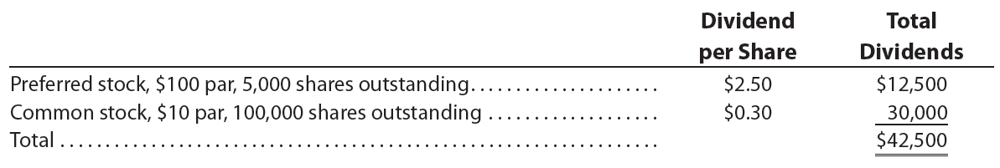 Dividend Total
per Share Dividends
Preferred stock, $100 par, 5,000 shares outstanding. . . . . . . . . . . . . . . . . . . . . $2.50 $12,500
Common stock, $10 par, 100,000 shares outstanding . . . . . . . . . . . . . . . . . . . $0.30 30,000
Total . . . . . . . . . . . . . . . . . . . . . . . . . . . . . . . . . . . . . . . . . . . . . . . . . . . . . . . . . . . . . . . . . . $42,500